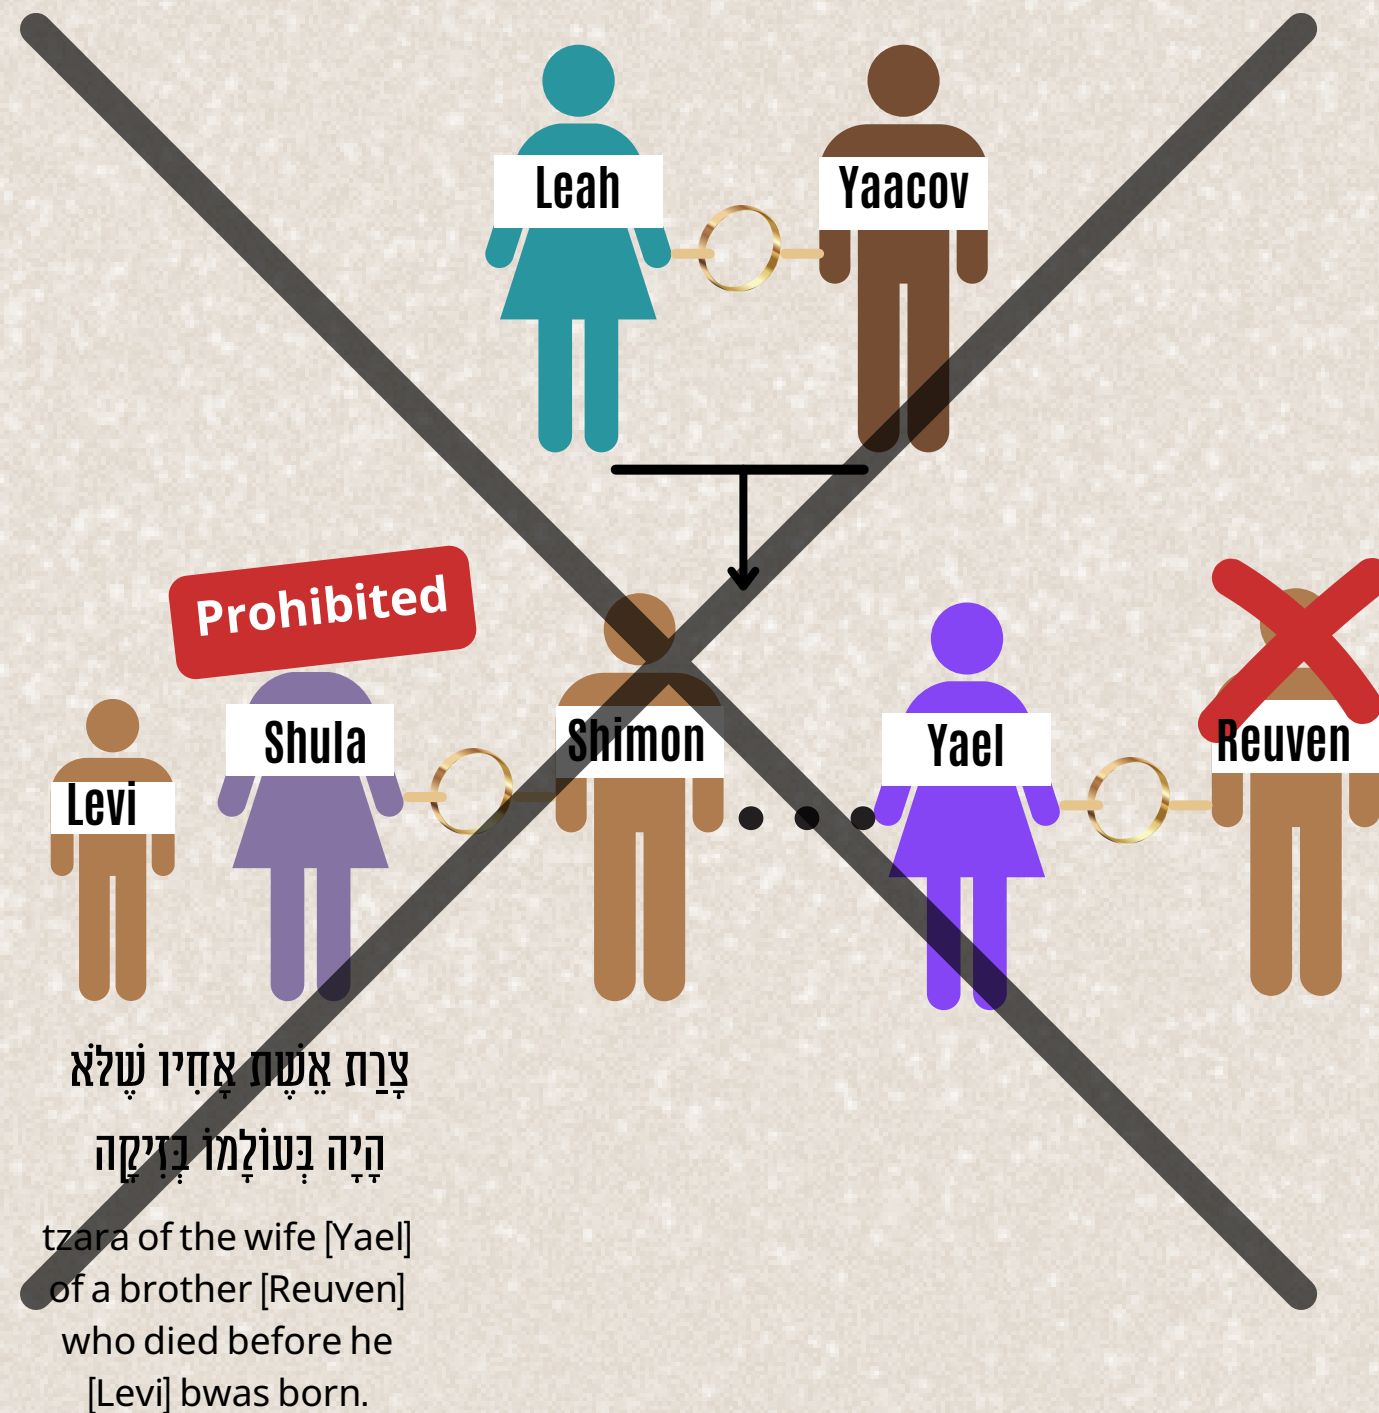 Leah
Yaacov
Prohibited
Levi
Shula
Shimon
Yael
Reuven
צָרַת אֵשֶׁת אָחִיו שֶׁלֹּא
הָיָה בְּעוֹלָמוֹ בְּזִיקָה
tzara of the wife [Yael]
of a brother [Reuven]
who died before he
[Levi] bwas born.